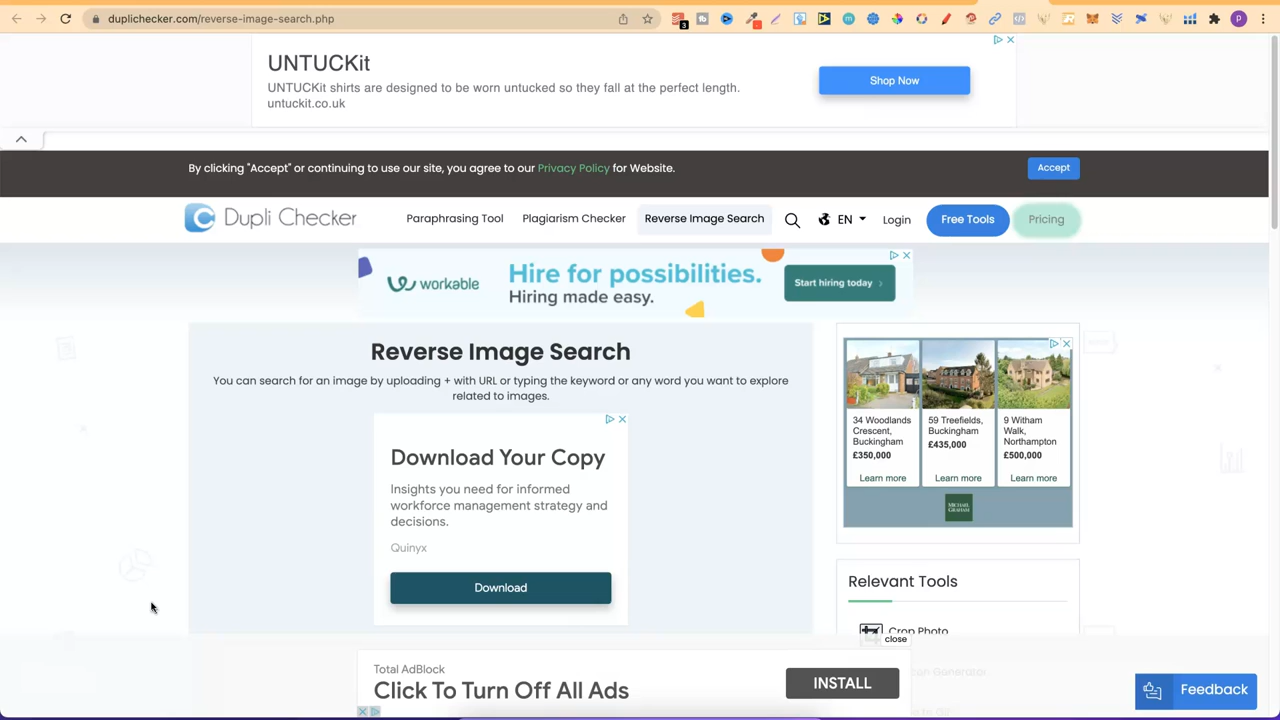 duplichecker.com/reverse-image-search.php
3
p
UNTUCKit
UNTUCKit shirts are designed to be worn untucked so they fall at the perfect length.
untuckit.co.uk
Shop Now
By clicking "Accept" or continuing to use our site, you agree to our Privacy Policy for Website.
Accept
Dupli Checker
Paraphrasing Tool
Plagiarism Checker
Reverse Image Search
EN
Login
Free Tools
Pricing
workable
Hire for possibilities.
Hiring made easy.
Start hiring today
Reverse Image Search
You can search for an image by uploading + with URL or typing the keyword or any word you want to explore
related to images.
Download Your Copy
Insights you need for informed
workforce management strategy and
decisions.
Quinyx
Download
34 Woodlands
Crescent,
Buckingham
£350,000
Learn more
59 Treefields,
Buckingham
£435,000
Learn more
9 Witham
Walk,
Northampton
£500,000
Learn more
MICHAEL
GRAHAM
Relevant Tools
Crop Photo
close
Total AdBlock
Click To Turn Off All Ads
INSTALL
Feedback